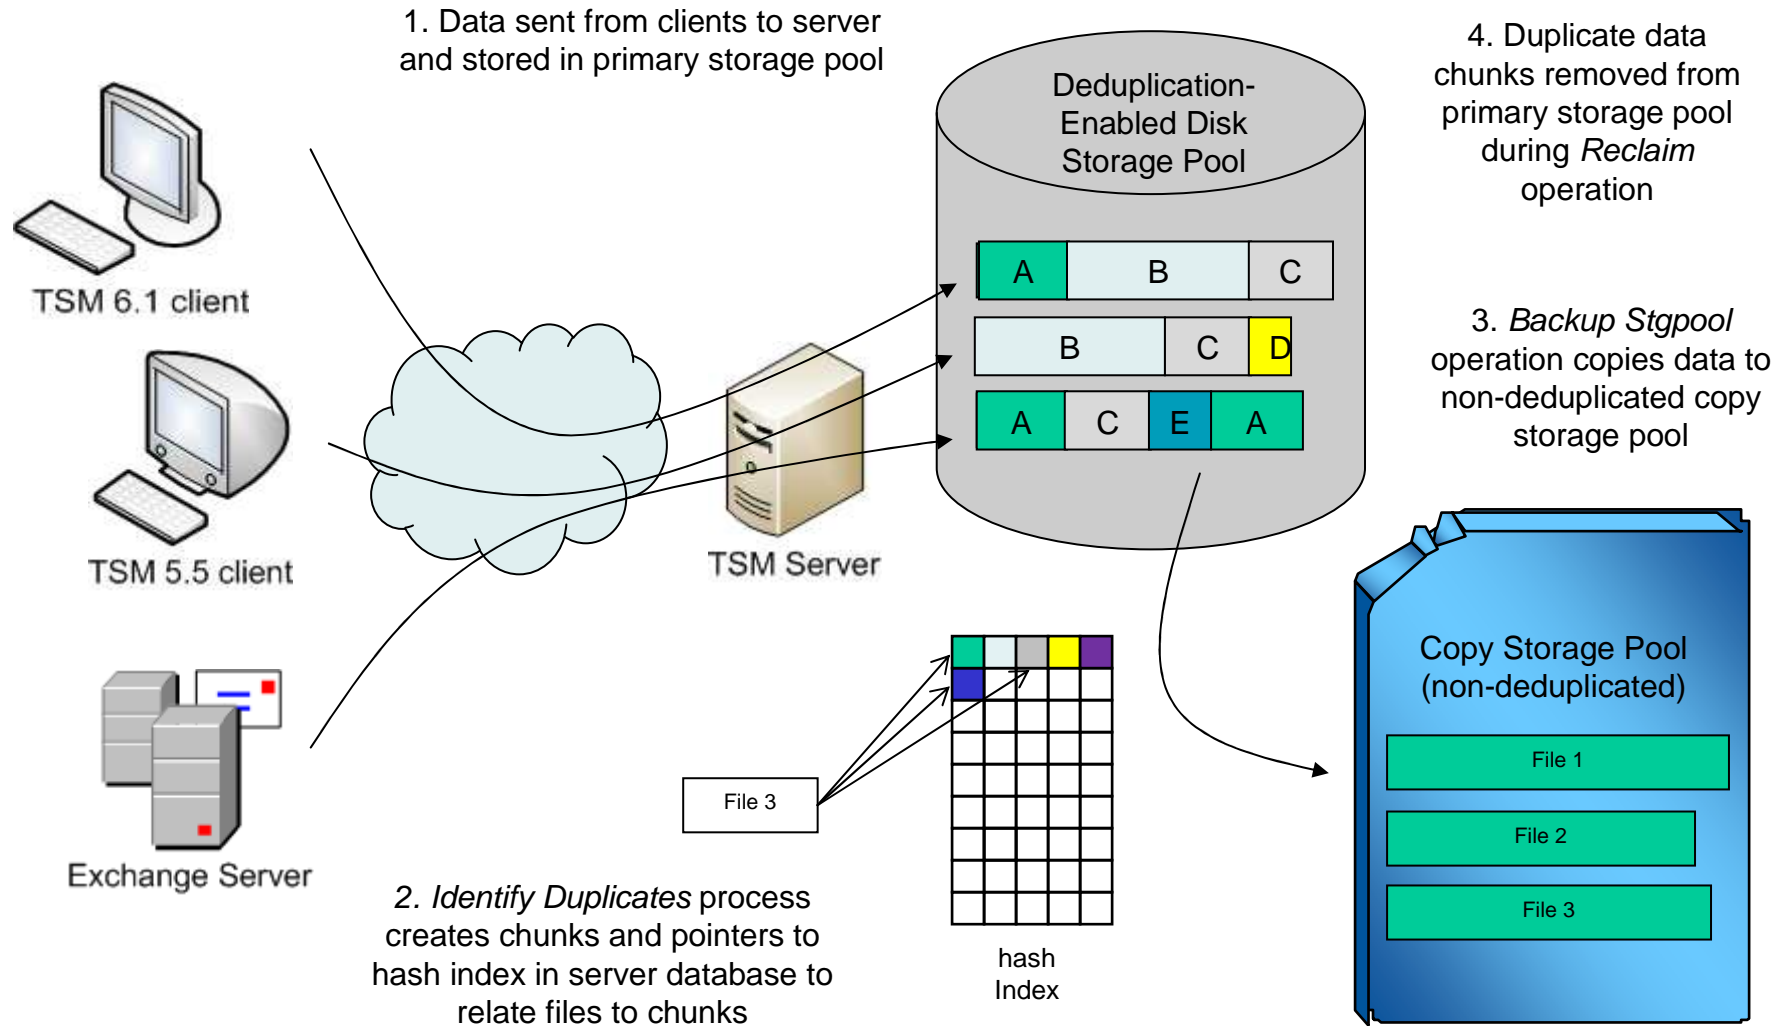 1. Data sent from clients to server
and stored in primary storage pool
4. Duplicate data
chunks removed from
primary storage pool
during Reclaim
operation
Deduplication-
Enabled Disk
Storage Pool
TSM 6.1 client
A B C
B C D
A C E A
3. Backup Stgpool
operation copies data to
non-deduplicated copy
storage pool
TSM 5.5 client
TSM Server
Copy Storage Pool
(non-deduplicated)
File 1
File 2
File 3
File 3
Exchange Server
2. Identify Duplicates process
creates chunks and pointers to
hash index in server database to
relate files to chunks
hash
Index